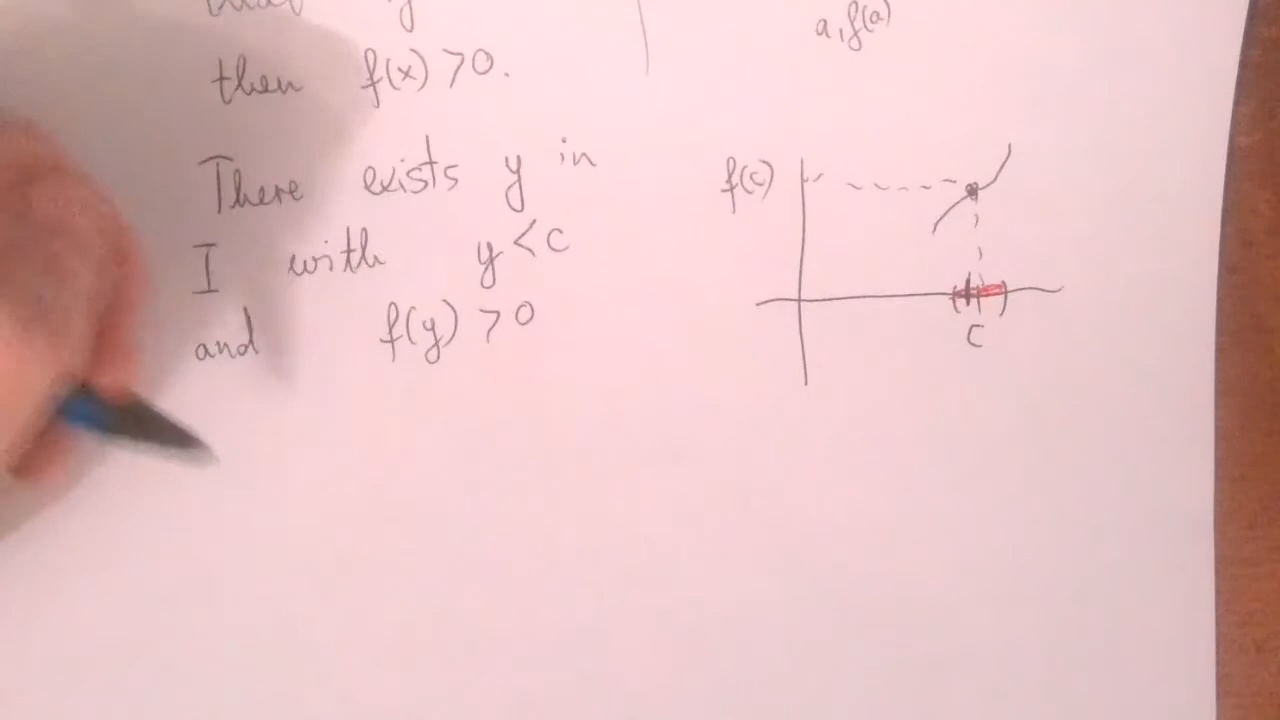 then f(x) > 0.
There exists y in
I with y < c
and f(y) > 0
a, f(a)
f(c)
c